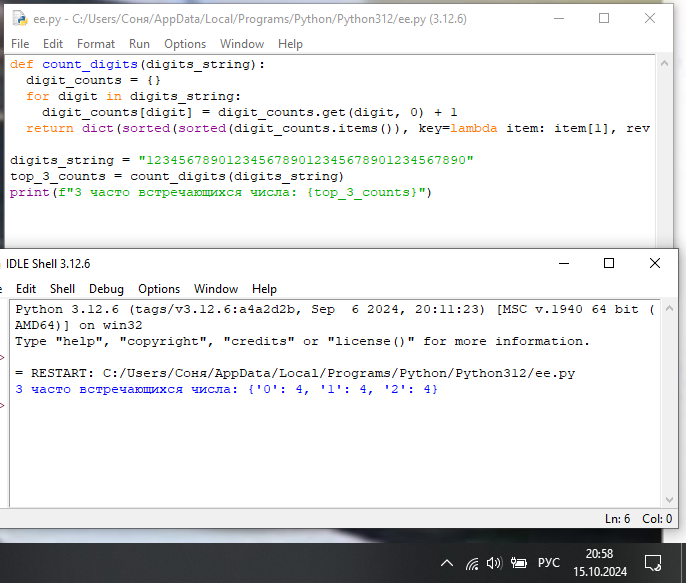 ee.py - C:/Users/Соня/AppData/Local/Programs/Python/Python312/ee.py (3.12.6)
File Edit Format Run Options Window Help
def count_digits(digits_string):
  digit_counts = {}
  for digit in digits_string:
    digit_counts[digit] = digit_counts.get(digit, 0) + 1
  return dict(sorted(sorted(digit_counts.items()), key=lambda item: item[1], rev
digits_string = "1234567890123456789012345678901234567890"
top_3_counts = count_digits(digits_string)
print(f"3 часто встречающихся числа: {top_3_counts}")
IDLE Shell 3.12.6
Edit Shell Debug Options Window Help
Python 3.12.6 (tags/v3.12.6:a4a2d2b, Sep  6 2024, 20:11:23) [MSC v.1940 64 bit (
AMD64)] on win32
Type "help", "copyright", "credits" or "license()" for more information.
= RESTART: C:/Users/Соня/AppData/Local/Programs/Python/Python312/ee.py
3 часто встречающихся числа: {'0': 4, '1': 4, '2': 4}
Ln: 6 Col: 0
РУС
20:58
15.10.2024